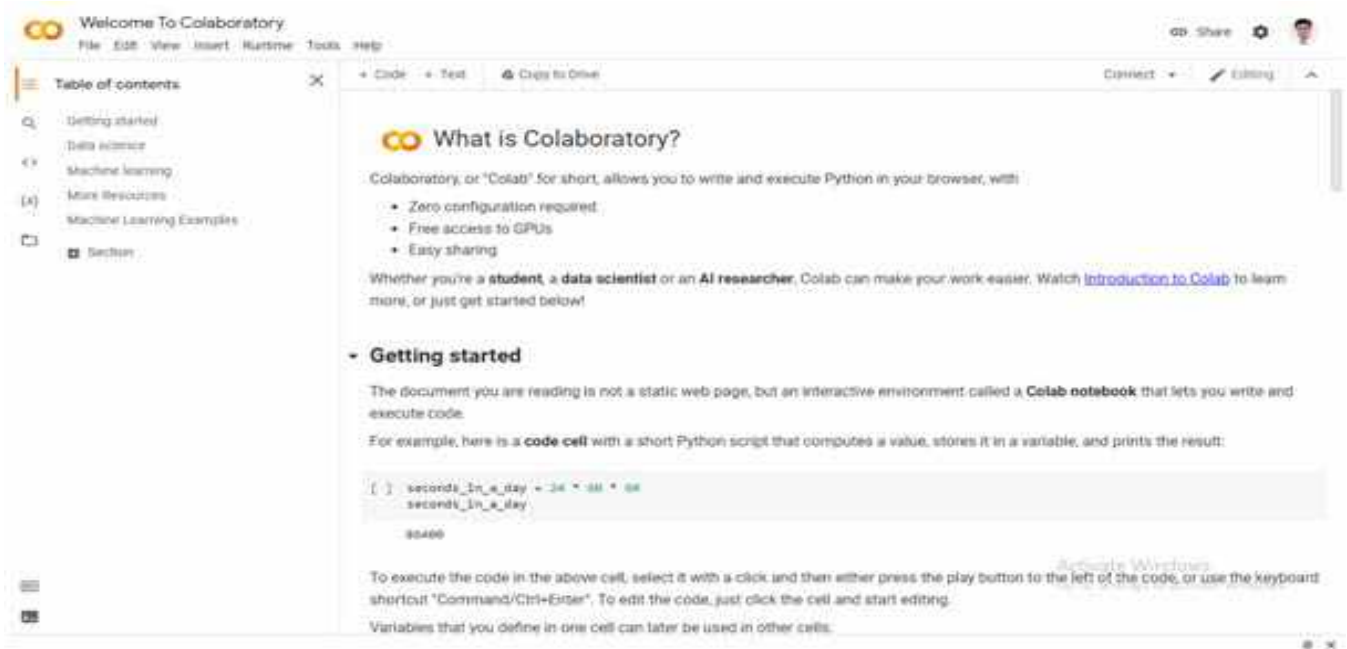 Welcome To Colaboratory
File Edit View Insert Runtime Tools Help
Share
Table of contents
+ Code + Text Copy to Drive
Connect Editing
Getting started
Data science
Machine learning
More Resources
Machine Learning Examples
Section
What is Colaboratory?
Colaboratory, or "Colab" for short, allows you to write and execute Python in your browser, with
• Zero configuration required
• Free access to GPUs
• Easy sharing
Whether you're a student, a data scientist or an AI researcher, Colab can make your work easier. Watch Introduction to Colab to learn
more, or just get started below!
Getting started
The document you are reading is not a static web page, but an interactive environment called a Colab notebook that lets you write and
execute code.
For example, here is a code cell with a short Python script that computes a value, stores it in a variable, and prints the result:
[ ] seconds_in_a_day = 24 * 60 * 60
seconds_in_a_day
86400
Activate Windows
To execute the code in the above cell, select it with a click and then either press the play button to the left of the code, or use the keyboard
shortcut "Command/Ctrl+Enter". To edit the code, just click the cell and start editing.
Variables that you define in one cell can later be used in other cells.